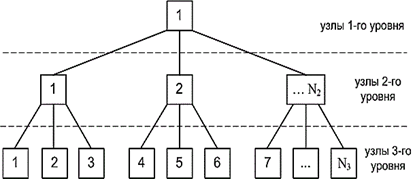 1
узлы 1-го уровня
1 2 ... N₂
узлы 2-го
уровня
1 2 3 4 5 6 7 ... N₃
узлы 3-го
уровня